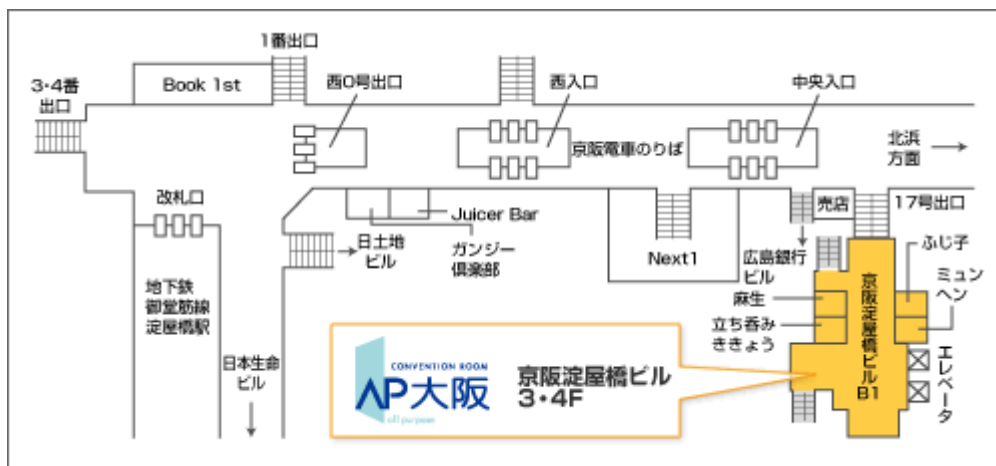 1番出口
3・4番
出口
Book 1st
西0号出口
西入口
中央入口
京阪電車のりば
北浜
方面
改札口
Juicer Bar
ガンジー
倶楽部
日土地
ビル
Next1
売店
17号出口
広島銀行
ビル
ふじ子
ミュン
ヘン
麻生
立ち呑み
ききょう
京阪淀屋橋ビル
B1
エレベータ
地下鉄
御堂筋線
淀屋橋駅
日本生命
ビル
CONVENTION ROOM
AP大阪
all purpose
京阪淀屋橋ビル
3・4F